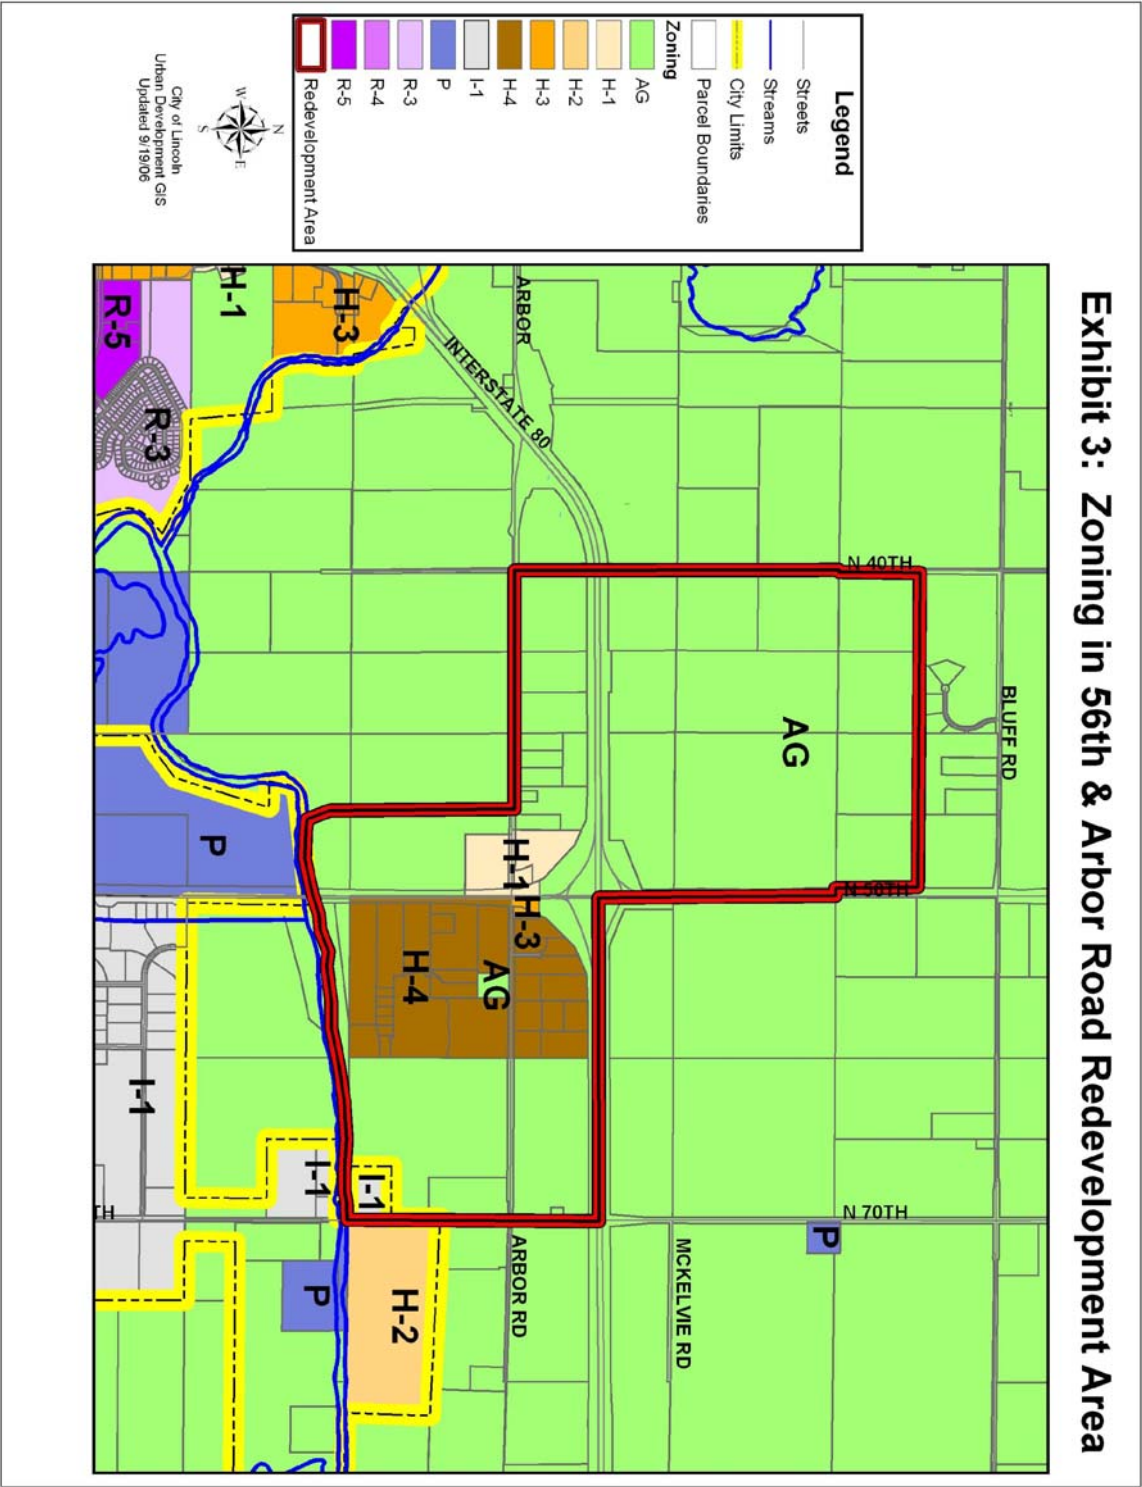 Exhibit 3: Zoning in 56th & Arbor Road Redevelopment Area
Legend
Streets
Streams
City Limits
Parcel Boundaries
Zoning
AG
H-1
H-2
H-3
H-4
I-1
P
R-3
R-4
R-5
Redevelopment Area
N
W
E
S
City of Lincoln
Urban Development GIS
Updated 9/19/06
BLUFF RD
N 40TH
N 50TH
N 70TH
AG
P
MCKELVIE RD
ARBOR
INTERSTATE 80
H-1
H-3
AG
H-4
ARBOR RD
H-3
H-1
R-5
R-3
P
I-1
I-1
I-1
H-2
P
TH